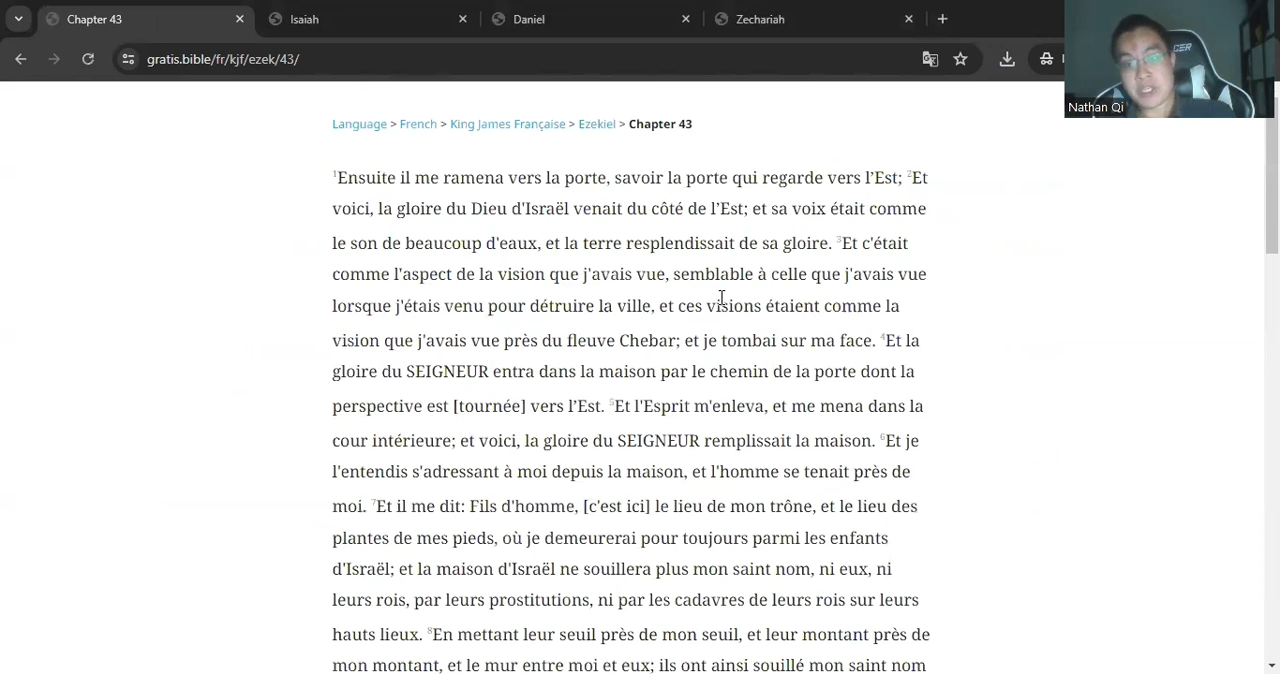 Chapter 43
Isaiah
Daniel
Zechariah
gratis.bible/fr/kjf/ezek/43/
CER
Nathan Qi
Language > French > King James Française > Ezekiel > Chapter 43
1Ensuite il me ramena vers la porte, savoir la porte qui regarde vers l’Est; 2Et
voici, la gloire du Dieu d'Israël venait du côté de l’Est; et sa voix était comme
le son de beaucoup d'eaux, et la terre resplendissait de sa gloire. 3Et c'était
comme l'aspect de la vision que j'avais vue, semblable à celle que j'avais vue
lorsque j'étais venu pour détruire la ville, et ces visions étaient comme la
vision que j'avais vue près du fleuve Chebar; et je tombai sur ma face. 4Et la
gloire du SEIGNEUR entra dans la maison par le chemin de la porte dont la
perspective est [tournée] vers l’Est. 5Et l'Esprit m'enleva, et me mena dans la
cour intérieure; et voici, la gloire du SEIGNEUR remplissait la maison. 6Et je
l'entendis s'adressant à moi depuis la maison, et l'homme se tenait près de
moi. 7Et il me dit: Fils d'homme, [c'est ici] le lieu de mon trône, et le lieu des
plantes de mes pieds, où je demeurerai pour toujours parmi les enfants
d'Israël; et la maison d'Israël ne souillera plus mon saint nom, ni eux, ni
leurs rois, par leurs prostitutions, ni par les cadavres de leurs rois sur leurs
hauts lieux. 8En mettant leur seuil près de mon seuil, et leur montant près de
mon montant, et le mur entre moi et eux; ils ont ainsi souillé mon saint nom